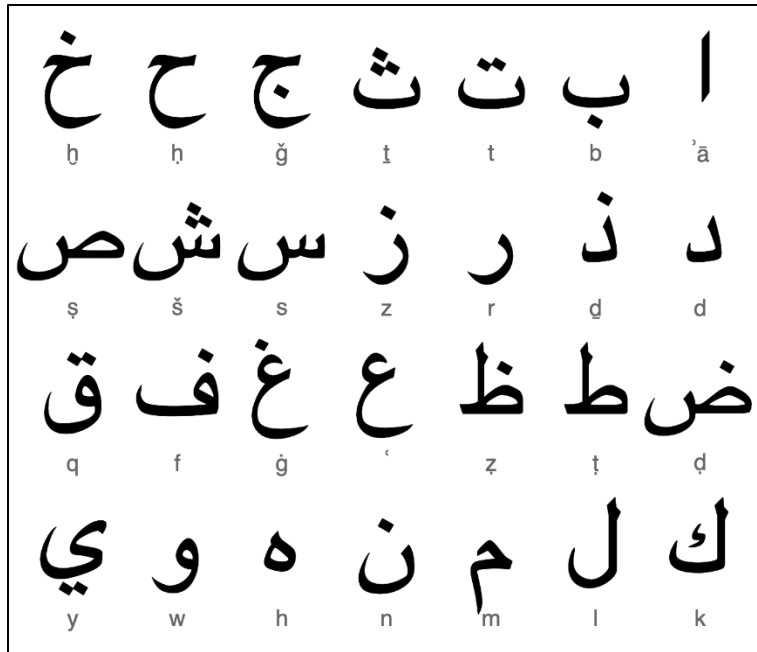 ا ب ت ث ج ح خ
ʾā b t ṯ ǧ ḥ ḫ
د ذ ر ز س ش ص
d ḏ r z s š ṣ
ض ط ظ ع غ ف ق
ḍ ṭ ẓ ʿ ġ f q
ك ل م ن ه و ي
k l m n h w y